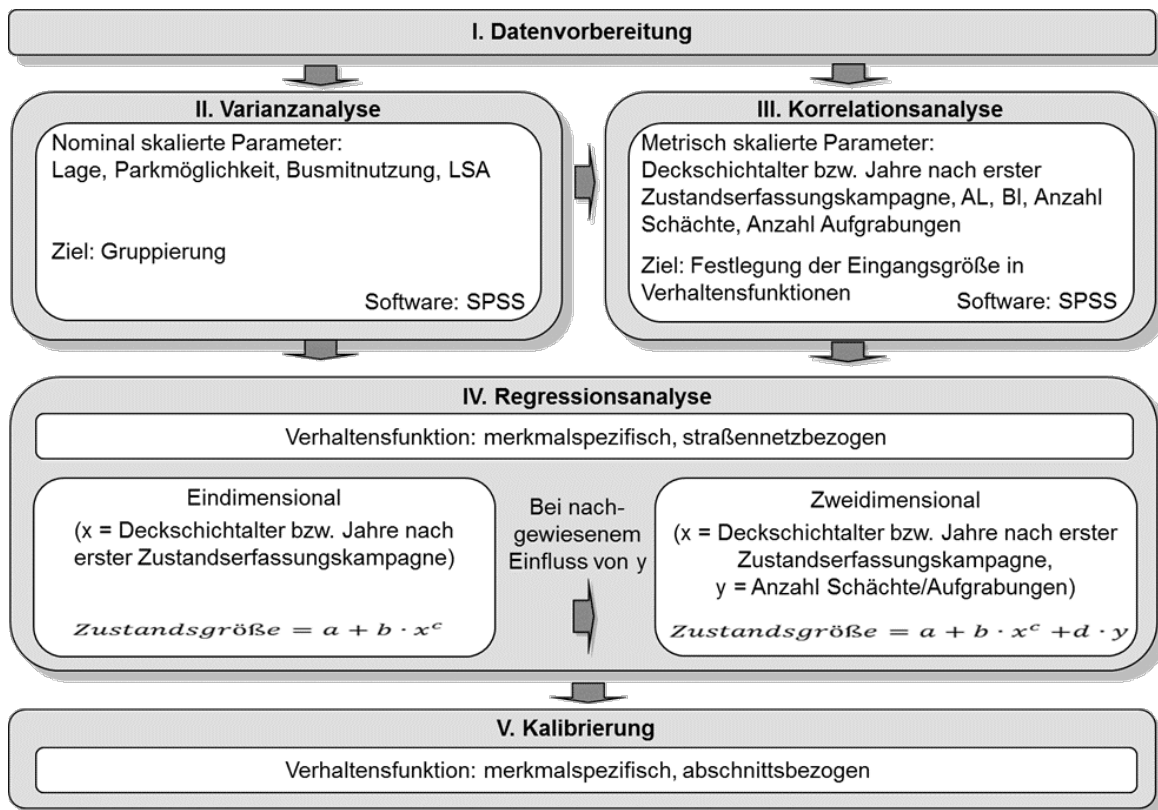 I. Datenvorbereitung
II. Varianzanalyse
Nominal skalierte Parameter:
Lage, Parkmöglichkeit, Busmitnutzung, LSA
Ziel: Gruppierung
Software: SPSS
III. Korrelationsanalyse
Metrisch skalierte Parameter:
Deckschichtalter bzw. Jahre nach erster
Zustandserfassungskampagne, AL, BI, Anzahl
Schächte, Anzahl Aufgrabungen
Ziel: Festlegung der Eingangsgröße in
Verhaltensfunktionen
Software: SPSS
IV. Regressionsanalyse
Verhaltensfunktion: merkmalspezifisch, straßennetzbezogen
Eindimensional
(x = Deckschichtalter bzw. Jahre nach
erster Zustandserfassungskampagne)
Zustandsgröße = a + b · x^c
Bei nach-
gewiesenem
Einfluss von y
Zweidimensional
(x = Deckschichtalter bzw. Jahre nach erster
Zustandserfassungskampagne,
y = Anzahl Schächte/Aufgrabungen)
Zustandsgröße = a + b · x^c + d · y
V. Kalibrierung
Verhaltensfunktion: merkmalspezifisch, abschnittsbezogen